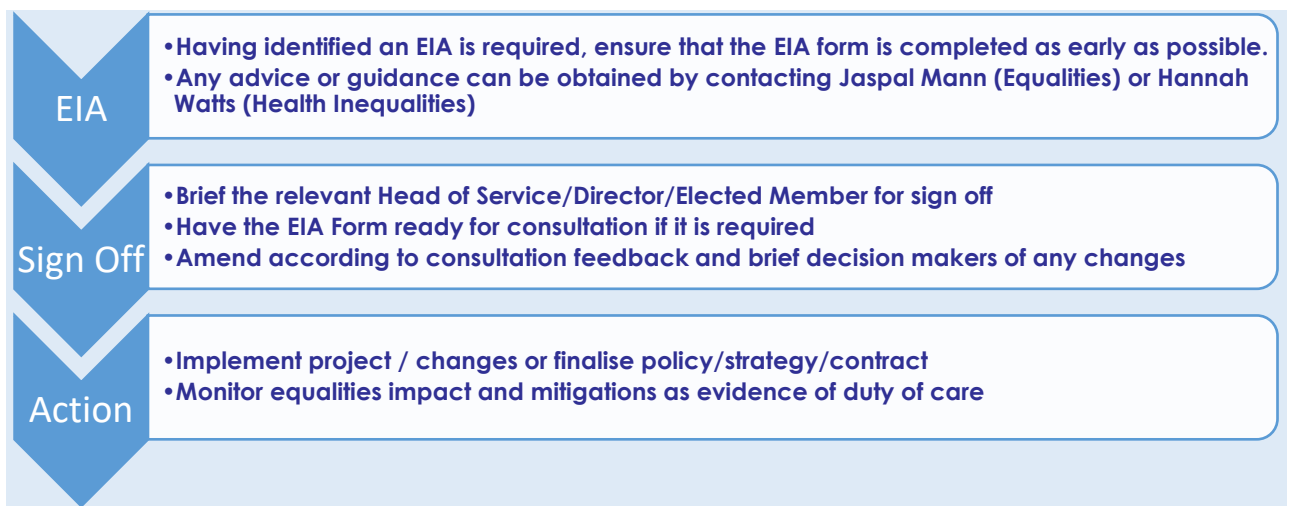 EIA
•Having identified an EIA is required, ensure that the EIA form is completed as early as possible.
•Any advice or guidance can be obtained by contacting Jaspal Mann (Equalities) or Hannah
Watts (Health Inequalities)
Sign Off
•Brief the relevant Head of Service/Director/Elected Member for sign off
•Have the EIA Form ready for consultation if it is required
•Amend according to consultation feedback and brief decision makers of any changes
Action
•Implement project / changes or finalise policy/strategy/contract
•Monitor equalities impact and mitigations as evidence of duty of care